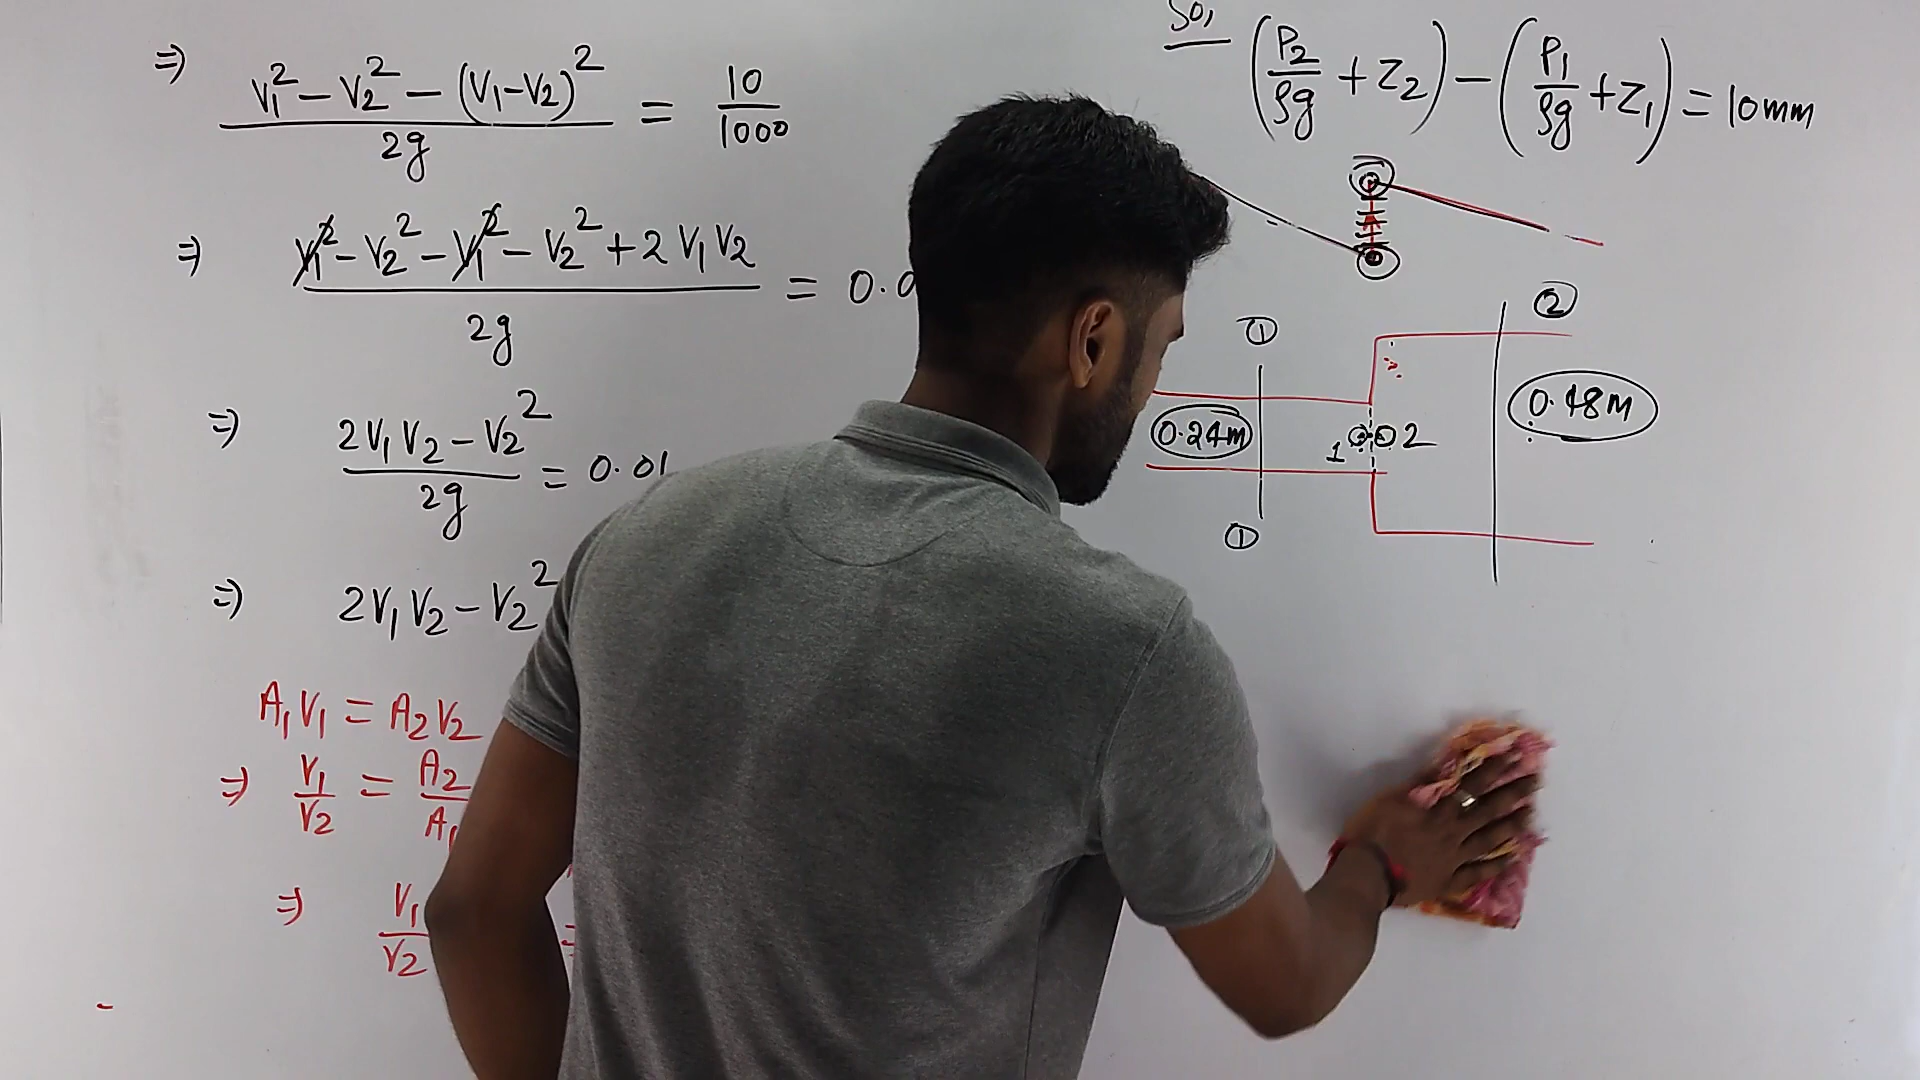 => (V₁² - V₂² - (V₁-V₂)²) / 2g = 10/1000
=> (V₁² - V₂² - V₁² - V₂² + 2V₁V₂) / 2g = 0.0
=> (2V₁V₂ - V₂²) / 2g = 0.01
=> 2V₁V₂ - V₂²
A₁V₁ = A₂V₂
=> V₁/V₂ = A₂/A₁
=> V₁/V₂ =
(P₂/ρg + Z₂) - (P₁/ρg + Z₁) = 10mm
①
②
0.24m
1
2
0.48m
①